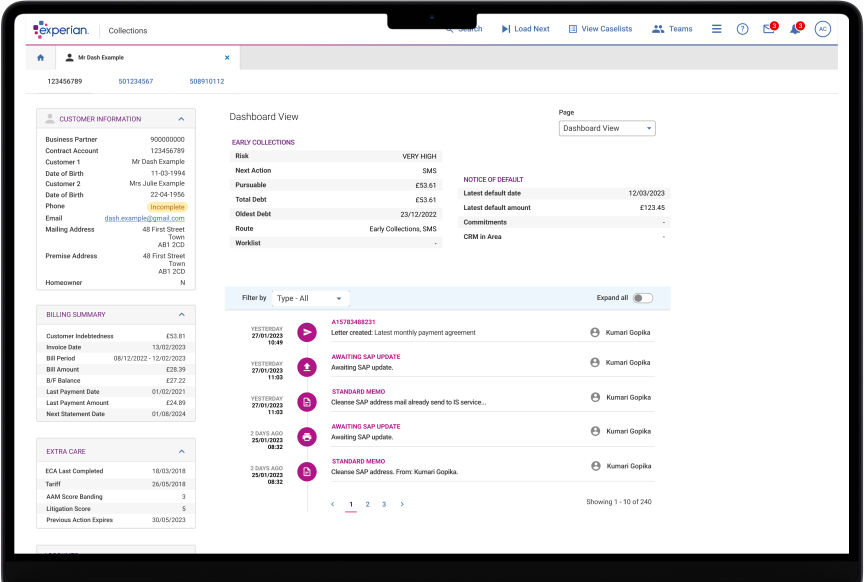 experian. Collections Search Load Next View Caselists Teams 3 3 AC
Mr Dash Example ×
123456789 501234567 508910112
CUSTOMER INFORMATION
Business Partner 900000000
Contract Account 123456789
Customer 1 Mr Dash Example
Date of Birth 11-03-1994
Customer 2 Mrs Julie Example
Date of Birth 22-04-1956
Phone Incomplete
Email dash.example@gmail.com
Mailing Address 48 First Street
Town
AB1 2CD
Premise Address 48 First Street
Town
AB1 2CD
Homeowner N
BILLING SUMMARY
Customer Indebtedness £53.81
Invoice Date 13/02/2023
Bill Period 08/12/2022 - 12/02/2023
Bill Amount £28.39
B/F Balance £27.22
Last Payment Date 01/02/2021
Last Payment Amount £24.89
Next Statement Date 01/08/2024
EXTRA CARE
ECA Last Completed 18/03/2018
Tariff 26/05/2018
AAM Score Banding 3
Litigation Score 5
Previous Action Expires 30/05/2023
Dashboard View
Page
Dashboard View
EARLY COLLECTIONS
Risk VERY HIGH
Next Action SMS
Pursuable £53.61
Total Debt £53.61
Oldest Debt 23/12/2022
Route Early Collections, SMS
Worklist -
NOTICE OF DEFAULT
Latest default date 12/03/2023
Latest default amount £123.45
Commitments -
CRM in Area -
Filter by Type - All Expand all
YESTERDAY
27/01/2023
10:49
A15783488231
Letter created: Latest monthly payment agreement
Kumari Gopika
YESTERDAY
27/01/2023
11:03
AWAITING SAP UPDATE
Awaiting SAP update.
Kumari Gopika
YESTERDAY
27/01/2023
11:03
STANDARD MEMO
Cleanse SAP address mail already send to IS service...
Kumari Gopika
2 DAYS AGO
25/01/2023
08:32
AWAITING SAP UPDATE
Awaiting SAP update.
Kumari Gopika
2 DAYS AGO
25/01/2023
08:32
STANDARD MEMO
Cleanse SAP address. From: Kumari Gopika.
Kumari Gopika
‹ 1 2 3 › Showing 1 - 10 of 240